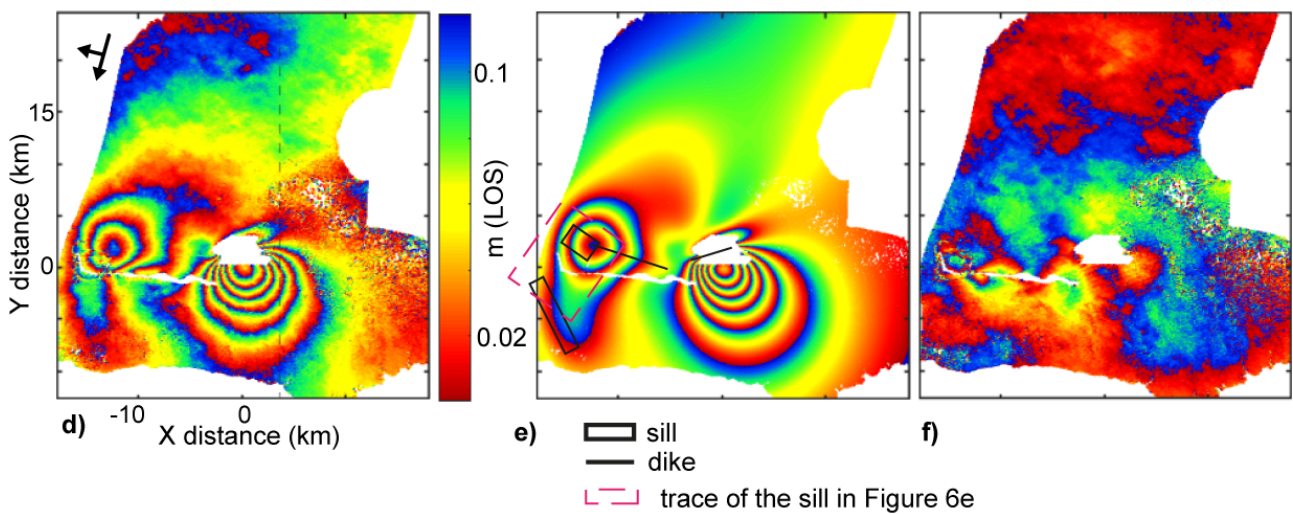 15
0
Y distance (km)
-10
0
d)
X distance (km)
0.1
0.02
m (LOS)
e)
f)
sill
dike
trace of the sill in Figure 6e